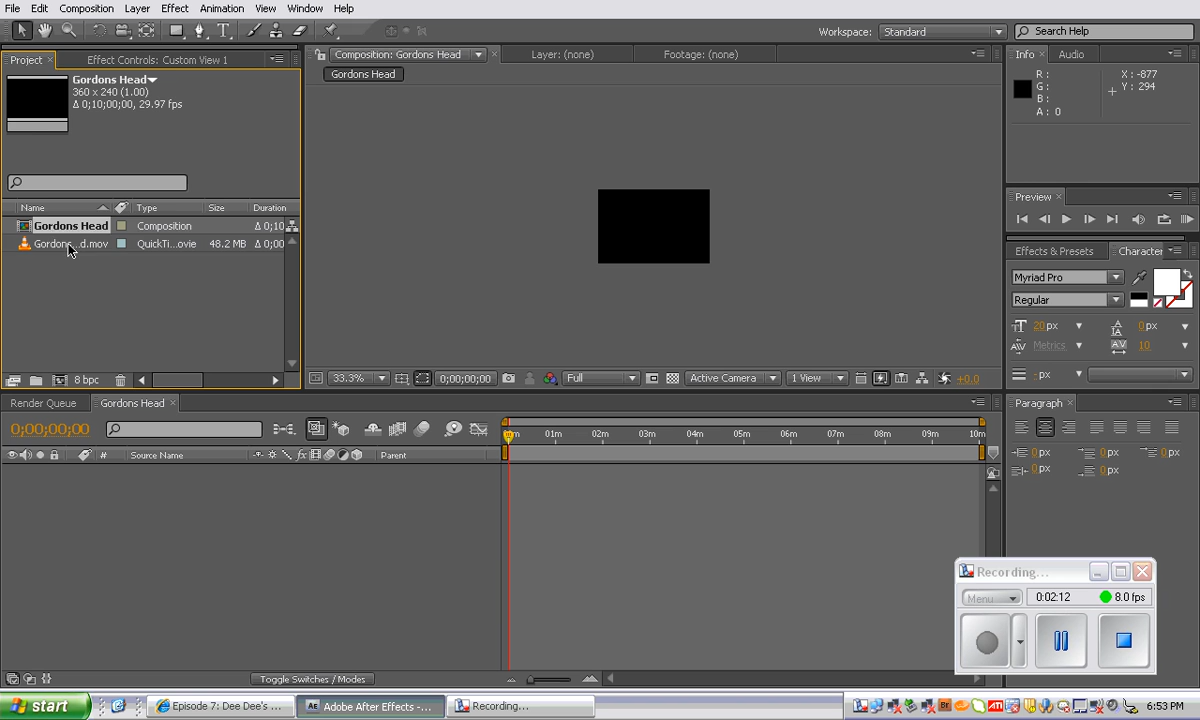 File Edit Composition Layer Effect Animation View Window Help
Workspace: Standard Search Help
Project Effect Controls: Custom View 1
Gordons Head
360 x 240 (1.00)
Δ 0;10;00;00, 29.97 fps
Name Type Size Duration
Gordons Head Composition Δ 0;10
Gordons...d.mov QuickTi...ovie 48.2 MB Δ 0;00
8 bpc
Composition: Gordons Head Layer: (none) Footage: (none)
Gordons Head
33.3% 0;00;00;00 Full Active Camera 1 View +0.0
Info Audio
R : X : -877
G : Y : 294
B :
A : 0
Preview
Effects & Presets Character
Myriad Pro
Regular
20 px 0 px
Metrics 10
- px
Render Queue Gordons Head
0;00;00;00
# Source Name Parent
01m 02m 03m 04m 05m 06m 07m 08m 09m 10m
Paragraph
0 px 0 px 0 px
0 px 0 px
Toggle Switches / Modes
Recording...
Menu 0:02:12 8.0 fps
start Episode 7: Dee Dee's ... Adobe After Effects -... Recording... 6:53 PM